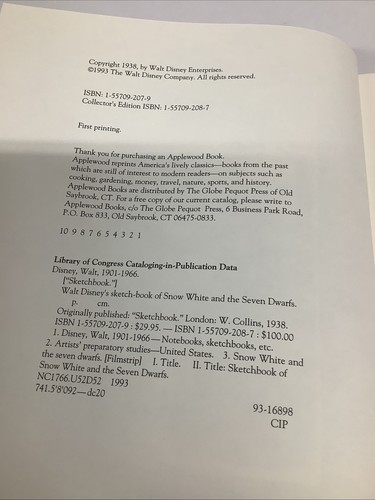 Copyright 1938, by Walt Disney Enterprises.
©1993 The Walt Disney Company. All rights reserved.
ISBN: 1-55709-207-9
Collector's Edition ISBN: 1-55709-208-7
First printing.
Thank you for purchasing an Applewood Book.
Applewood reprints America's lively classics—books from the past
which are still of interest to modern readers—on subjects such as
cooking, gardening, money, travel, nature, sports, and history.
Applewood Books are distributed by The Globe Pequot Press of Old
Saybrook, CT. For a free copy of our current catalog, please write to
Applewood Books, c/o The Globe Pequot Press, 6 Business Park Road,
P.O. Box 833, Old Saybrook, CT 06475-0833.
10 9 8 7 6 5 4 3 2 1
Library of Congress Cataloging-in-Publication Data
Disney, Walt, 1901-1966.
["Sketchbook."]
Walt Disney's sketch-book of Snow White and the Seven Dwarfs.
p. cm.
Originally published: "Sketchbook." London: W. Collins, 1938.
ISBN 1-55709-207-9 : $29.95. — ISBN 1-55709-208-7 : $100.00
1. Disney, Walt, 1901-1966—Notebooks, sketchbooks, etc.
2. Artists' preparatory studies—United States. 3. Snow White and
the seven dwarfs. [Filmstrip] I. Title. II. Title: Sketchbook of
Snow White and the Seven Dwarfs.
NC1766.U52D52 1993
741.5'8'092—dc20
93-16898
CIP